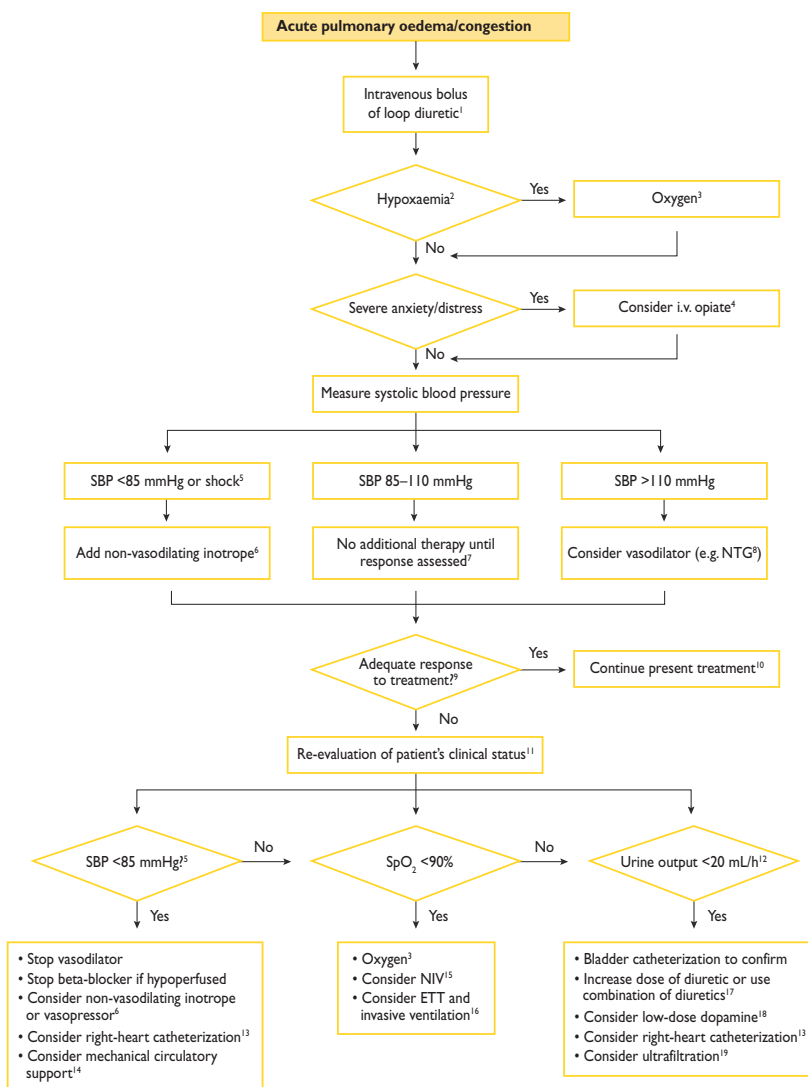 Acute pulmonary oedema/congestion
Intravenous bolus
of loop diuretic¹
Hypoxaemia²
Yes
Oxygen³
No
Severe anxiety/distress
Yes
Consider i.v. opiate⁴
No
Measure systolic blood pressure
SBP <85 mmHg or shock⁵
SBP 85–110 mmHg
SBP >110 mmHg
Add non-vasodilating inotrope⁶
No additional therapy until
response assessed⁷
Consider vasodilator (e.g. NTG⁸)
Adequate response
to treatment?⁹
Yes
Continue present treatment¹⁰
No
Re-evaluation of patient’s clinical status¹¹
SBP <85 mmHg?⁵
No
SpO₂ <90%
No
Urine output <20 mL/h¹²
Yes
Yes
Yes
• Stop vasodilator
• Stop beta-blocker if hypoperfused
• Consider non-vasodilating inotrope
or vasopressor⁶
• Consider right-heart catheterization¹³
• Consider mechanical circulatory
support¹⁴
• Oxygen³
• Consider NIV¹⁵
• Consider ETT and
invasive ventilation¹⁶
• Bladder catheterization to confirm
• Increase dose of diuretic or use
combination of diuretics¹⁷
• Consider low-dose dopamine¹⁸
• Consider right-heart catheterization¹³
• Consider ultrafiltration¹⁹